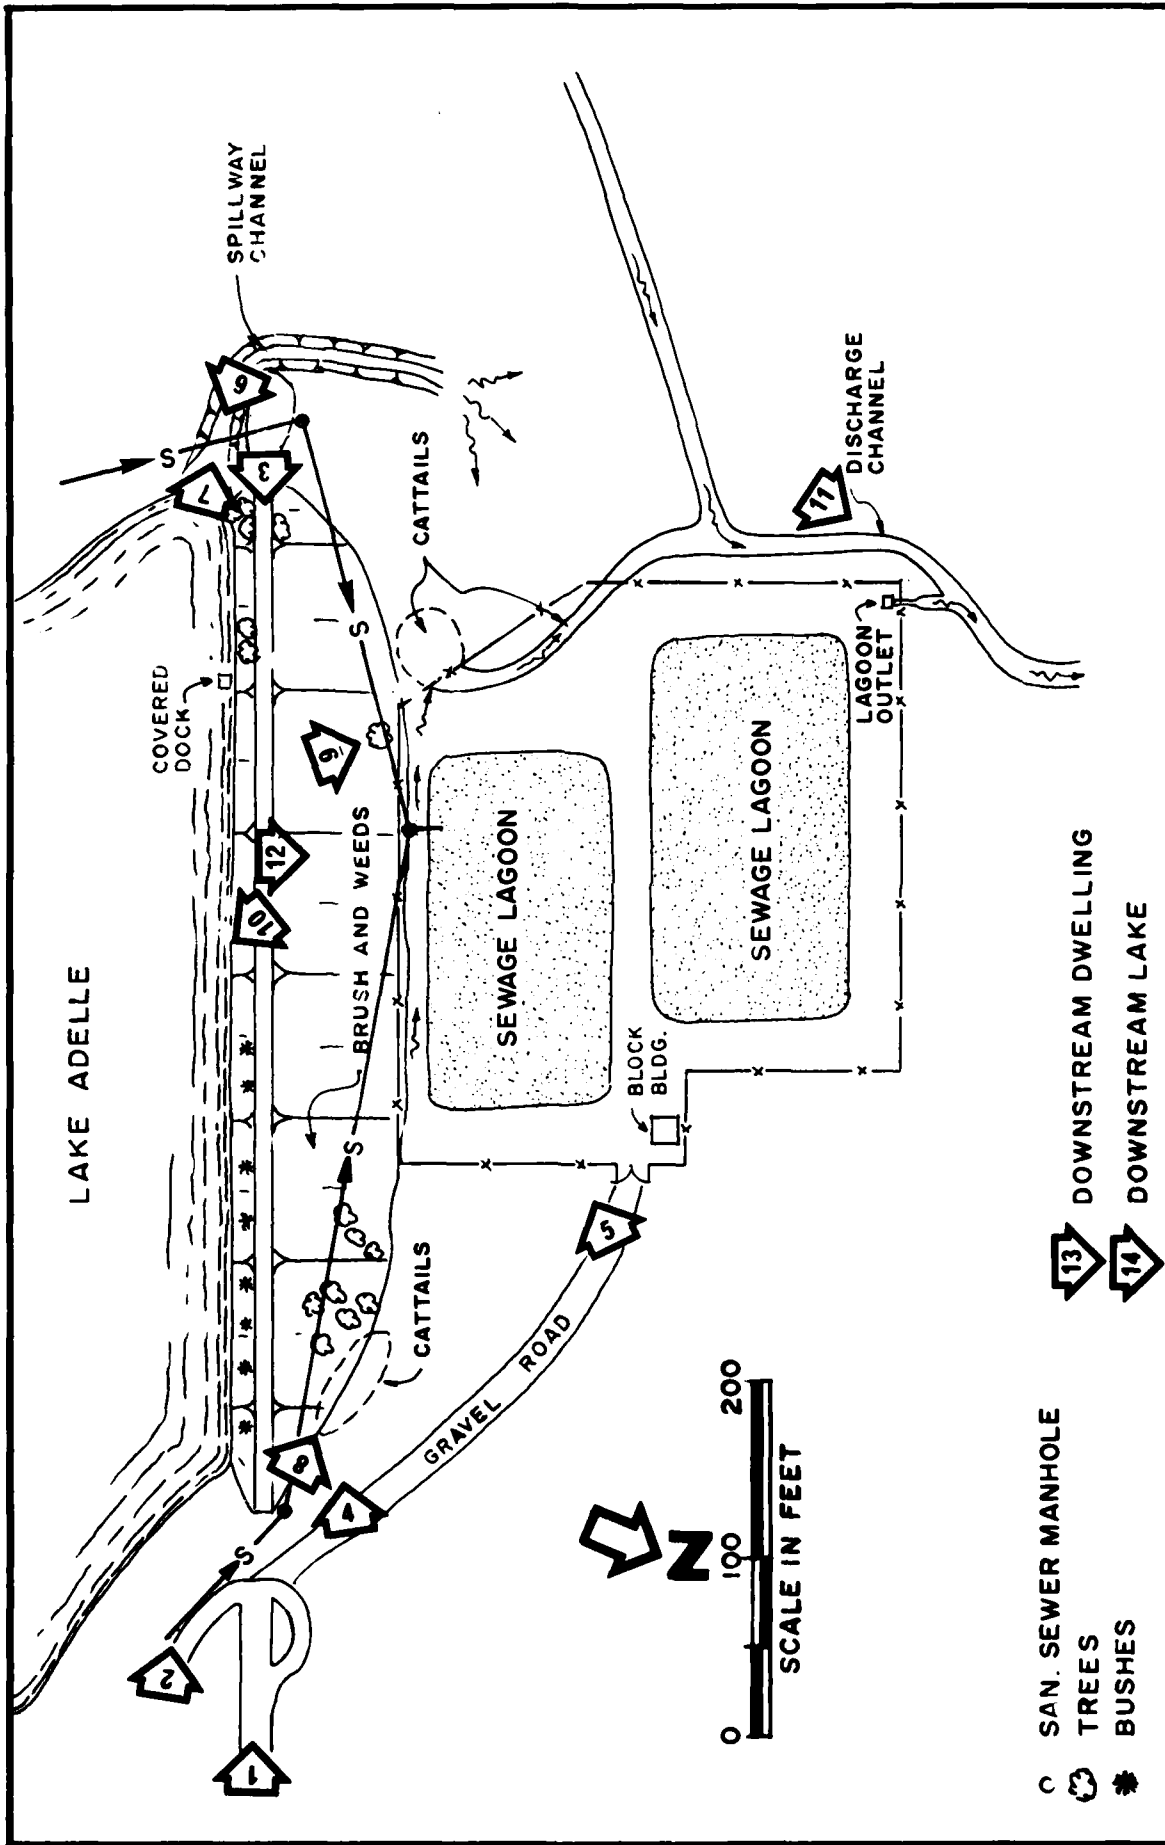 LAKE ADELLE
SPILLWAY
CHANNEL
COVERED
DOCK
BRUSH AND WEEDS
CATTAILS
CATTAILS
SEWAGE LAGOON
SEWAGE LAGOON
LAGOON
OUTLET
DISCHARGE
CHANNEL
BLOCK
BLDG.
GRAVEL ROAD
S
S
S
S
1
2
3
4
5
6
7
8
9
10
11
12
N
0 100 200
SCALE IN FEET
SAN. SEWER MANHOLE
TREES
BUSHES
13 DOWNSTREAM DWELLING
14 DOWNSTREAM LAKE